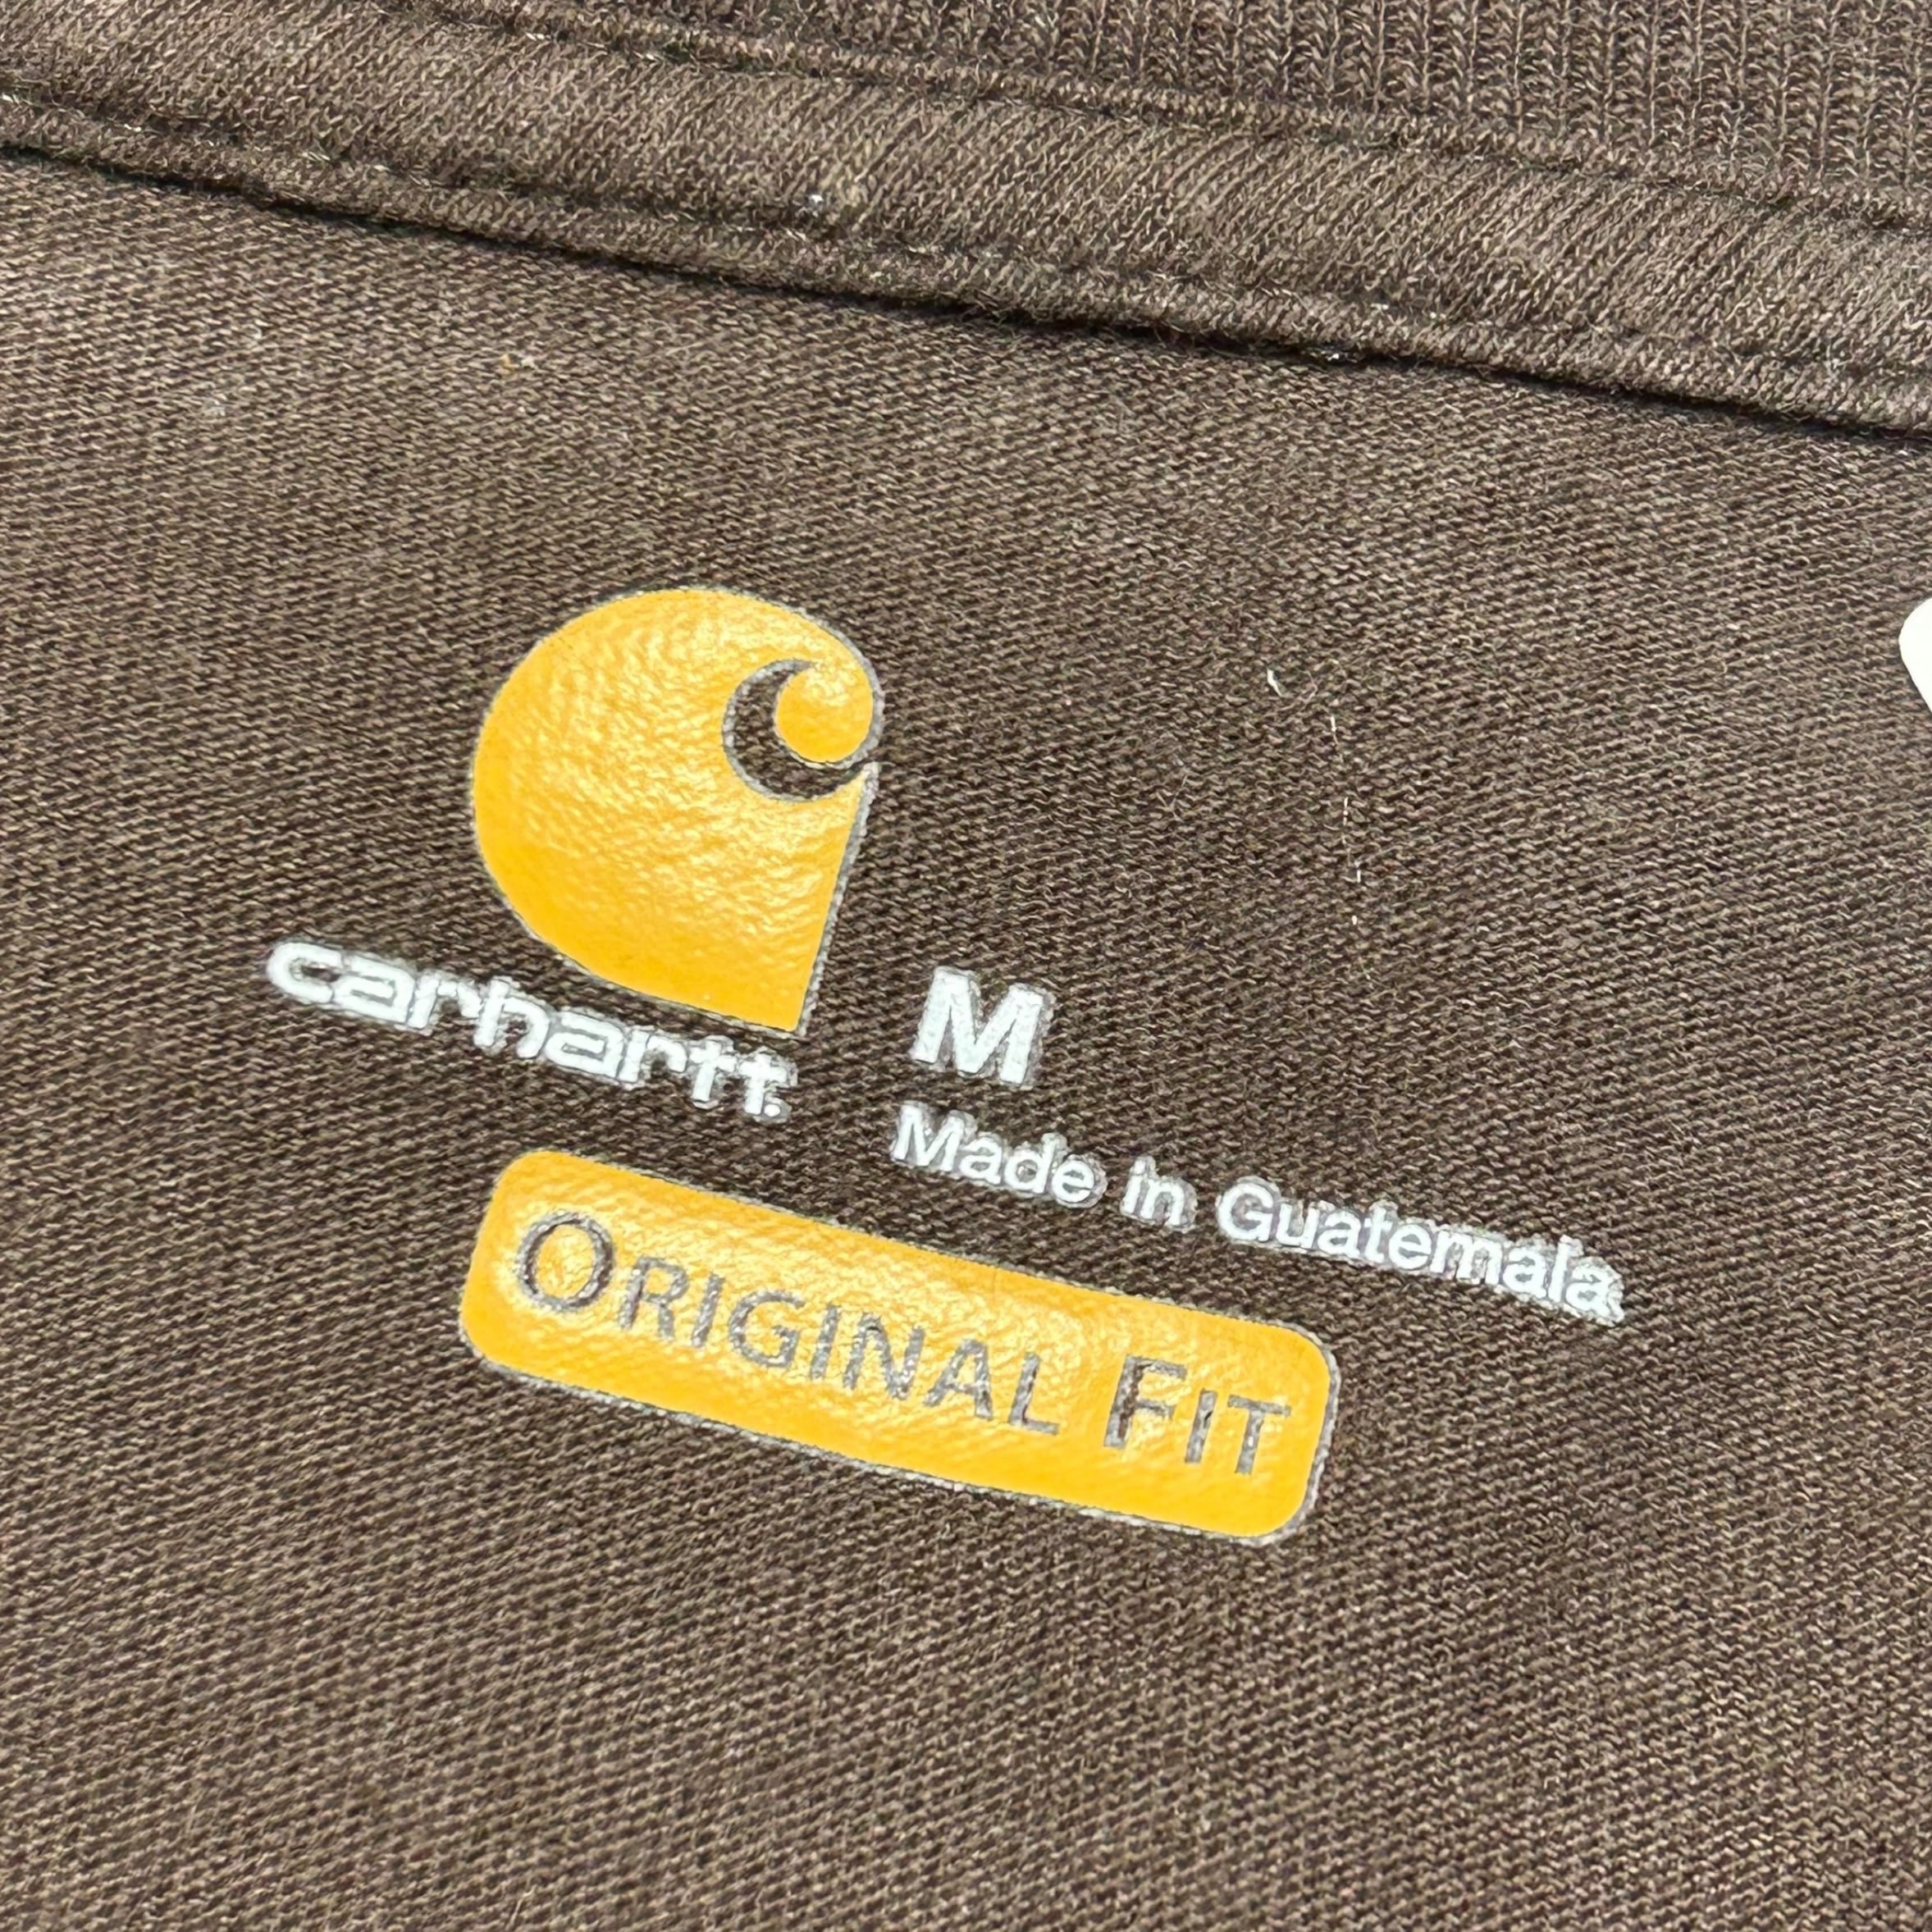 carhartt.
M
Made in Guatemala
ORIGINAL FIT